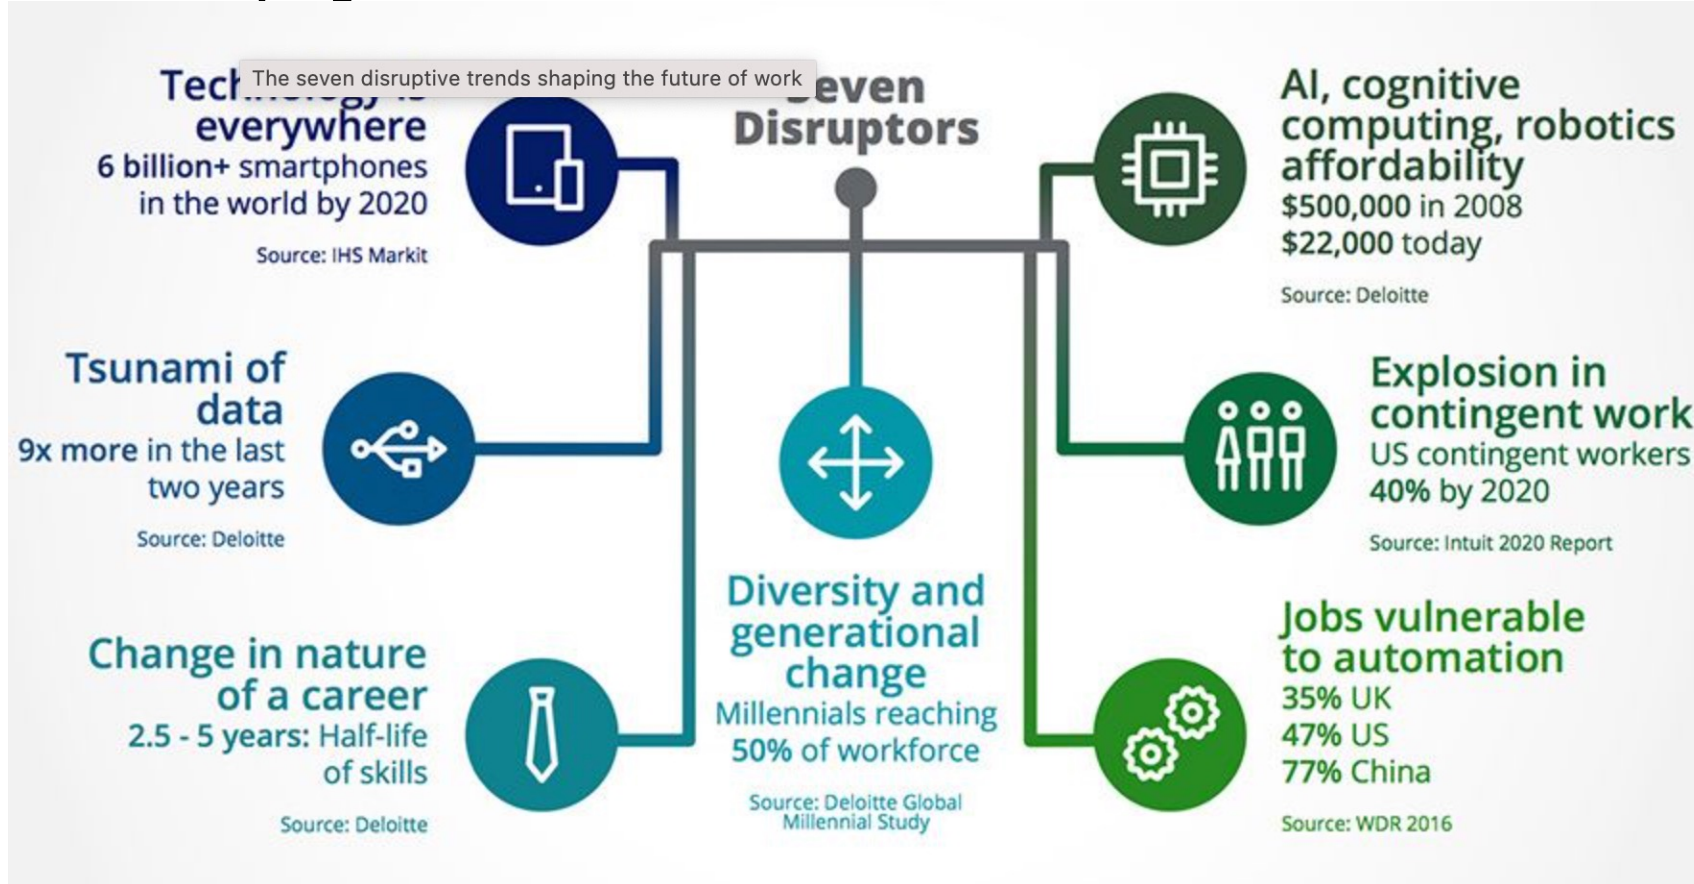 The seven disruptive trends shaping the future of work
Seven
Disruptors
Technology is
everywhere
6 billion+ smartphones
in the world by 2020
Source: IHS Markit
Tsunami of
data
9x more in the last
two years
Source: Deloitte
Change in nature
of a career
2.5 - 5 years: Half-life
of skills
Source: Deloitte
Diversity and
generational
change
Millennials reaching
50% of workforce
Source: Deloitte Global
Millennial Study
AI, cognitive
computing, robotics
affordability
$500,000 in 2008
$22,000 today
Source: Deloitte
Explosion in
contingent work
US contingent workers
40% by 2020
Source: Intuit 2020 Report
Jobs vulnerable
to automation
35% UK
47% US
77% China
Source: WDR 2016